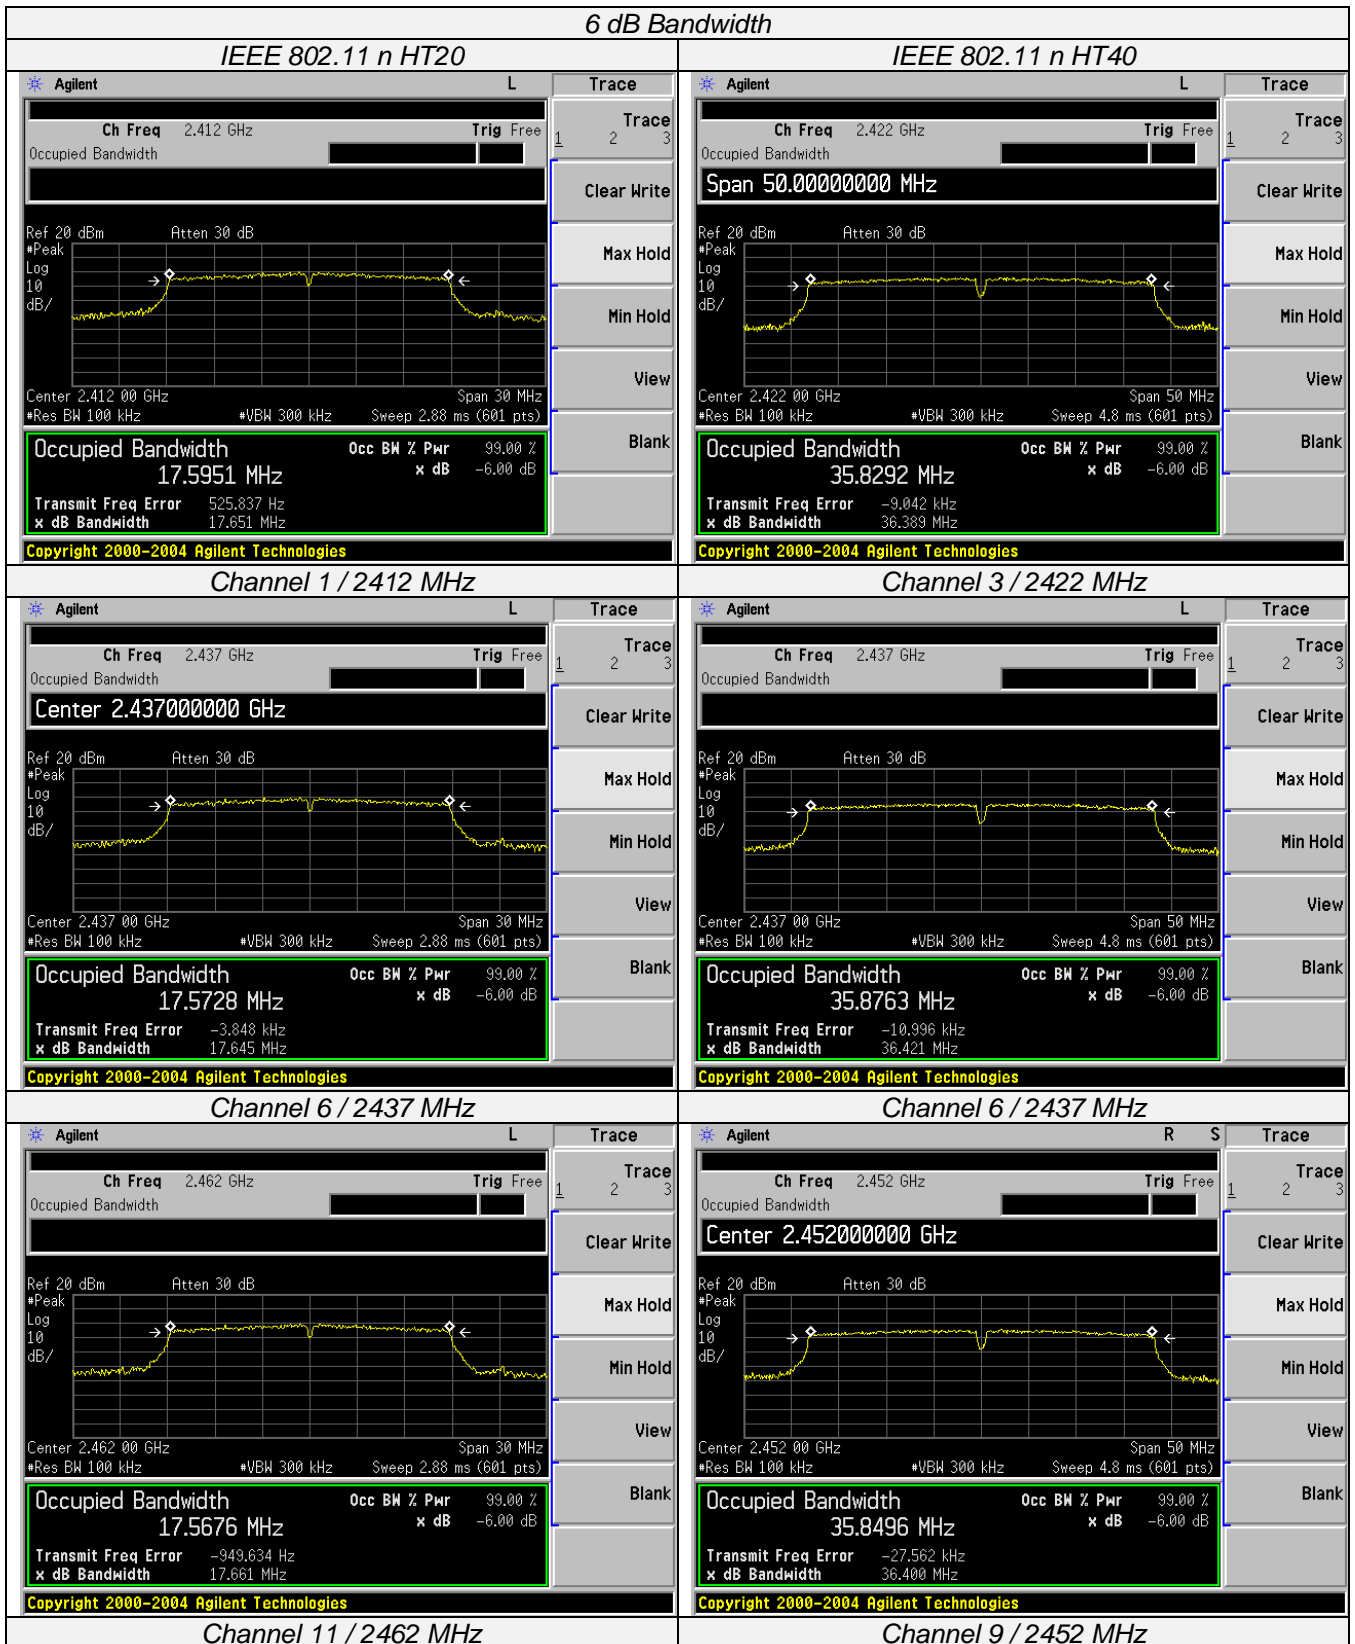 6 dB Bandwidth
IEEE 802.11 n HT20
IEEE 802.11 n HT40
Agilent L Trace
Ch Freq 2.412 GHz Trig Free
Occupied Bandwidth
Trace
1 2 3
Clear Write
Max Hold
Min Hold
View
Blank
Ref 20 dBm Atten 30 dB
#Peak
Log
10
dB/
Center 2.412 00 GHz Span 30 MHz
#Res BW 100 kHz #VBW 300 kHz Sweep 2.88 ms (601 pts)
Occupied Bandwidth Occ BW % Pwr 99.00 %
17.5951 MHz x dB -6.00 dB
Transmit Freq Error 525.837 Hz
x dB Bandwidth 17.651 MHz
Copyright 2000-2004 Agilent Technologies
Agilent L Trace
Ch Freq 2.422 GHz Trig Free
Occupied Bandwidth
Span 50.00000000 MHz
Trace
1 2 3
Clear Write
Max Hold
Min Hold
View
Blank
Ref 20 dBm Atten 30 dB
#Peak
Log
10
dB/
Center 2.422 00 GHz Span 50 MHz
#Res BW 100 kHz #VBW 300 kHz Sweep 4.8 ms (601 pts)
Occupied Bandwidth Occ BW % Pwr 99.00 %
35.8292 MHz x dB -6.00 dB
Transmit Freq Error -9.042 kHz
x dB Bandwidth 36.389 MHz
Copyright 2000-2004 Agilent Technologies
Channel 1 / 2412 MHz
Channel 3 / 2422 MHz
Agilent L Trace
Ch Freq 2.437 GHz Trig Free
Occupied Bandwidth
Center 2.437000000 GHz
Trace
1 2 3
Clear Write
Max Hold
Min Hold
View
Blank
Ref 20 dBm Atten 30 dB
#Peak
Log
10
dB/
Center 2.437 00 GHz Span 30 MHz
#Res BW 100 kHz #VBW 300 kHz Sweep 2.88 ms (601 pts)
Occupied Bandwidth Occ BW % Pwr 99.00 %
17.5728 MHz x dB -6.00 dB
Transmit Freq Error -3.848 kHz
x dB Bandwidth 17.645 MHz
Copyright 2000-2004 Agilent Technologies
Agilent L Trace
Ch Freq 2.437 GHz Trig Free
Occupied Bandwidth
Trace
1 2 3
Clear Write
Max Hold
Min Hold
View
Blank
Ref 20 dBm Atten 30 dB
#Peak
Log
10
dB/
Center 2.437 00 GHz Span 50 MHz
#Res BW 100 kHz #VBW 300 kHz Sweep 4.8 ms (601 pts)
Occupied Bandwidth Occ BW % Pwr 99.00 %
35.8763 MHz x dB -6.00 dB
Transmit Freq Error -10.996 kHz
x dB Bandwidth 36.421 MHz
Copyright 2000-2004 Agilent Technologies
Channel 6 / 2437 MHz
Channel 6 / 2437 MHz
Agilent L Trace
Ch Freq 2.462 GHz Trig Free
Occupied Bandwidth
Trace
1 2 3
Clear Write
Max Hold
Min Hold
View
Blank
Ref 20 dBm Atten 30 dB
#Peak
Log
10
dB/
Center 2.462 00 GHz Span 30 MHz
#Res BW 100 kHz #VBW 300 kHz Sweep 2.88 ms (601 pts)
Occupied Bandwidth Occ BW % Pwr 99.00 %
17.5676 MHz x dB -6.00 dB
Transmit Freq Error -949.634 Hz
x dB Bandwidth 17.661 MHz
Copyright 2000-2004 Agilent Technologies
Agilent R S Trace
Ch Freq 2.452 GHz Trig Free
Occupied Bandwidth
Center 2.452000000 GHz
Trace
1 2 3
Clear Write
Max Hold
Min Hold
View
Blank
Ref 20 dBm Atten 30 dB
#Peak
Log
10
dB/
Center 2.452 00 GHz Span 50 MHz
#Res BW 100 kHz #VBW 300 kHz Sweep 4.8 ms (601 pts)
Occupied Bandwidth Occ BW % Pwr 99.00 %
35.8496 MHz x dB -6.00 dB
Transmit Freq Error -27.562 kHz
x dB Bandwidth 36.400 MHz
Copyright 2000-2004 Agilent Technologies
Channel 11 / 2462 MHz
Channel 9 / 2452 MHz